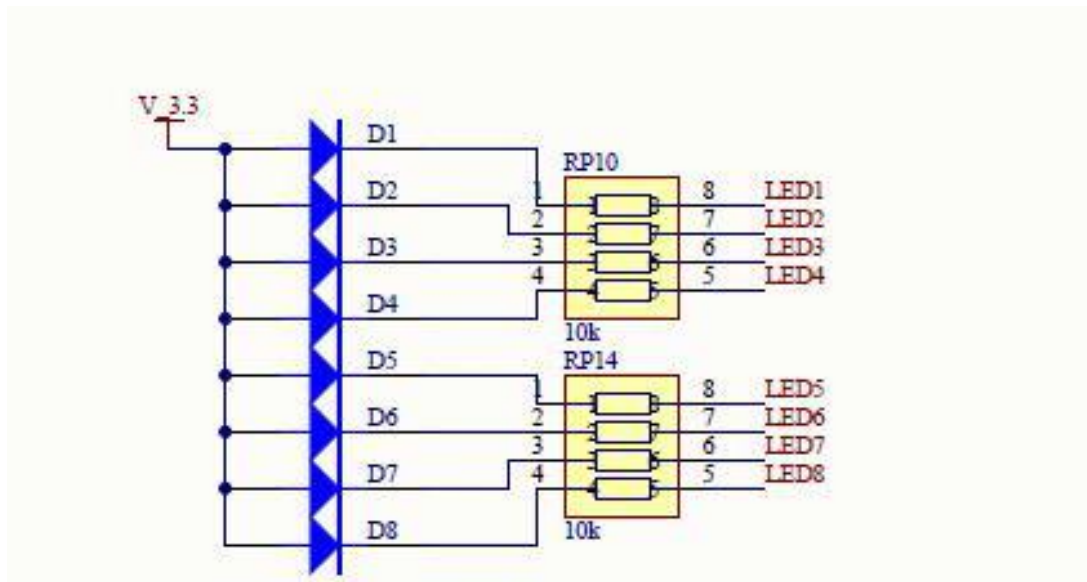 V_3.3
D1
RP10
1 8 LED1
D2
2 7 LED2
3 6 LED3
D3
4 5 LED4
D4
10k
RP14
D5
1 8 LED5
D6
2 7 LED6
3 6 LED7
D7
4 5 LED8
D8
10k